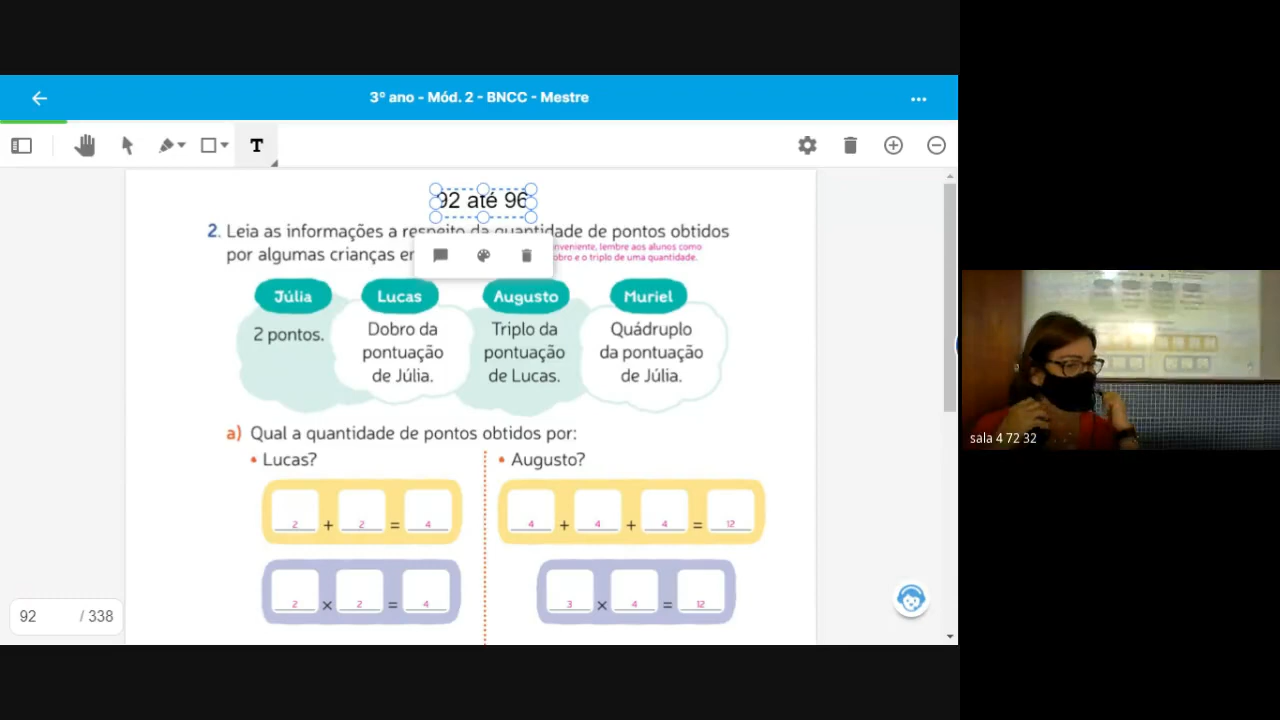 3º ano - Mód. 2 - BNCC - Mestre
T
92 até 96
2. Leia as informações a respeito da quantidade de pontos obtidos
por algumas crianças
nveniente, lembre aos alunos como
obro e o triplo de uma quantidade.
Júlia
2 pontos.
Lucas
Dobro da
pontuação
de Júlia.
Augusto
Triplo da
pontuação
de Lucas.
Muriel
Quádruplo
da pontuação
de Júlia.
a) Qual a quantidade de pontos obtidos por:
• Lucas?
2 + 2 = 4
2 × 2 = 4
• Augusto?
4 + 4 + 4 = 12
3 × 4 = 12
92 / 338
sala 4 72 32